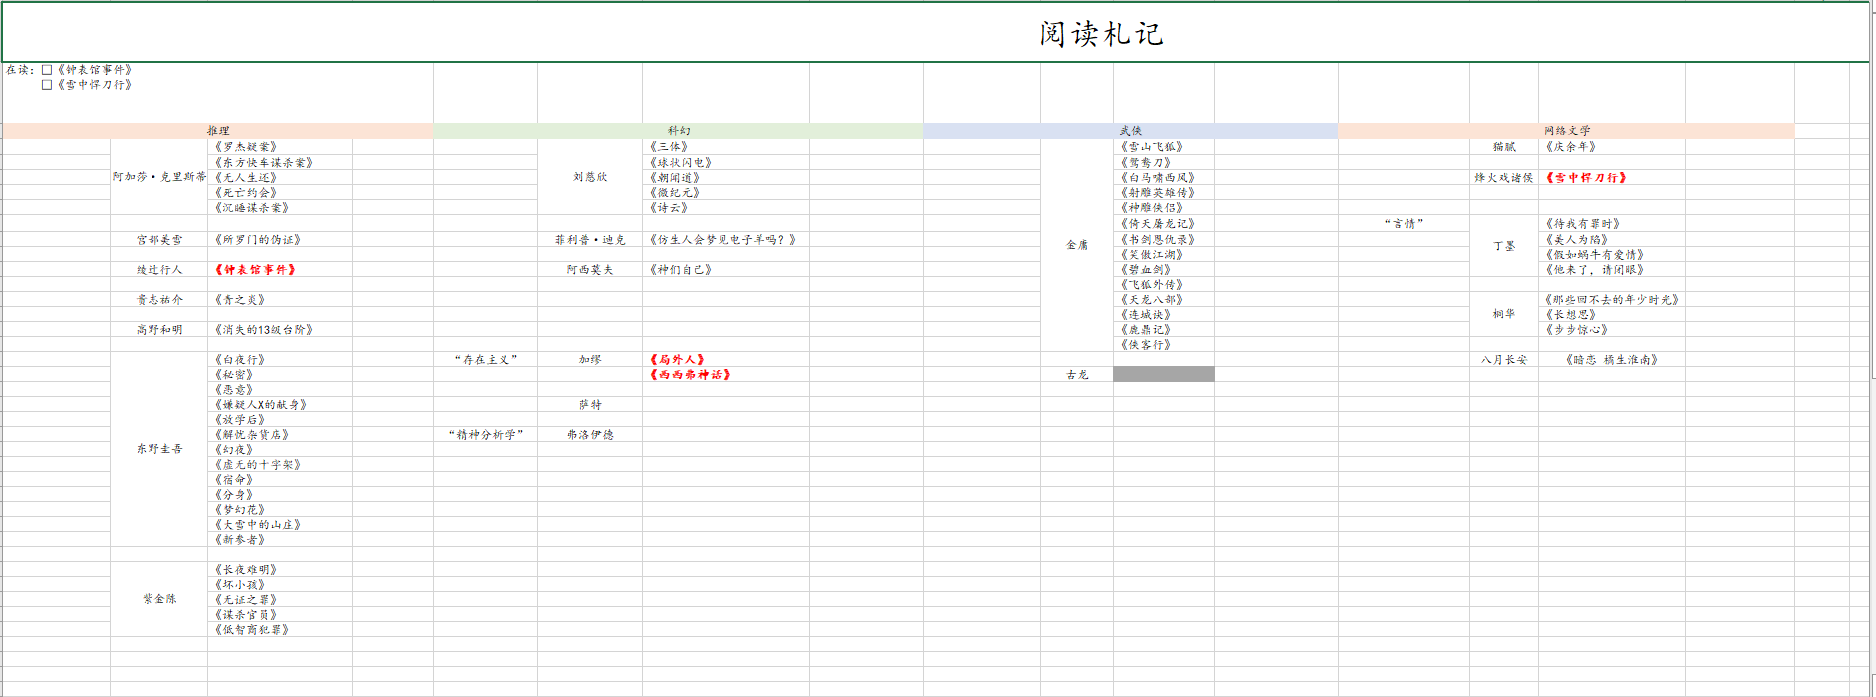 阅读札记
在读：《钟表馆事件》
《雪中悍刀行》
推理 科幻 武侠 网络文学
《罗杰疑案》 《三体》 《雪山飞狐》 猫腻 《庆余年》
《东方快车谋杀案》 《球状闪电》 《鸳鸯刀》
阿加莎·克里斯蒂 《无人生还》 刘慈欣 《朝闻道》 《白马啸西风》 烽火戏诸侯 《雪中悍刀行》
《死亡约会》 《微纪元》 《射雕英雄传》
《沉睡谋杀案》 《诗云》 《神雕侠侣》
《倚天屠龙记》 “言情” 《待我有罪时》
宫部美雪 《所罗门的伪证》 菲利普·迪克 《仿生人会梦见电子羊吗？》 金庸 《书剑恩仇录》 丁墨 《美人为陷》
《笑傲江湖》 《假如蜗牛有爱情》
绫辻行人 《钟表馆事件》 阿西莫夫 《神们自己》 《碧血剑》 《他来了，请闭眼》
《飞狐外传》
贵志祐介 《青之炎》 《天龙八部》 《那些回不去的年少时光》
《连城诀》 桐华 《长想思》
高野和明 《消失的13级台阶》 《鹿鼎记》 《步步惊心》
《侠客行》
《白夜行》 “存在主义” 加缪 《局外人》 八月长安 《暗恋 橘生淮南》
《秘密》 《西西弗神话》 古龙
《恶意》
《嫌疑人X的献身》 萨特
《放学后》
《解忧杂货店》 “精神分析学” 弗洛伊德
东野圭吾 《幻夜》
《虚无的十字架》
《宿命》
《分身》
《梦幻花》
《大雪中的山庄》
《新参者》
《长夜难明》
《坏小孩》
紫金陈 《无证之罪》
《谋杀官员》
《低智商犯罪》